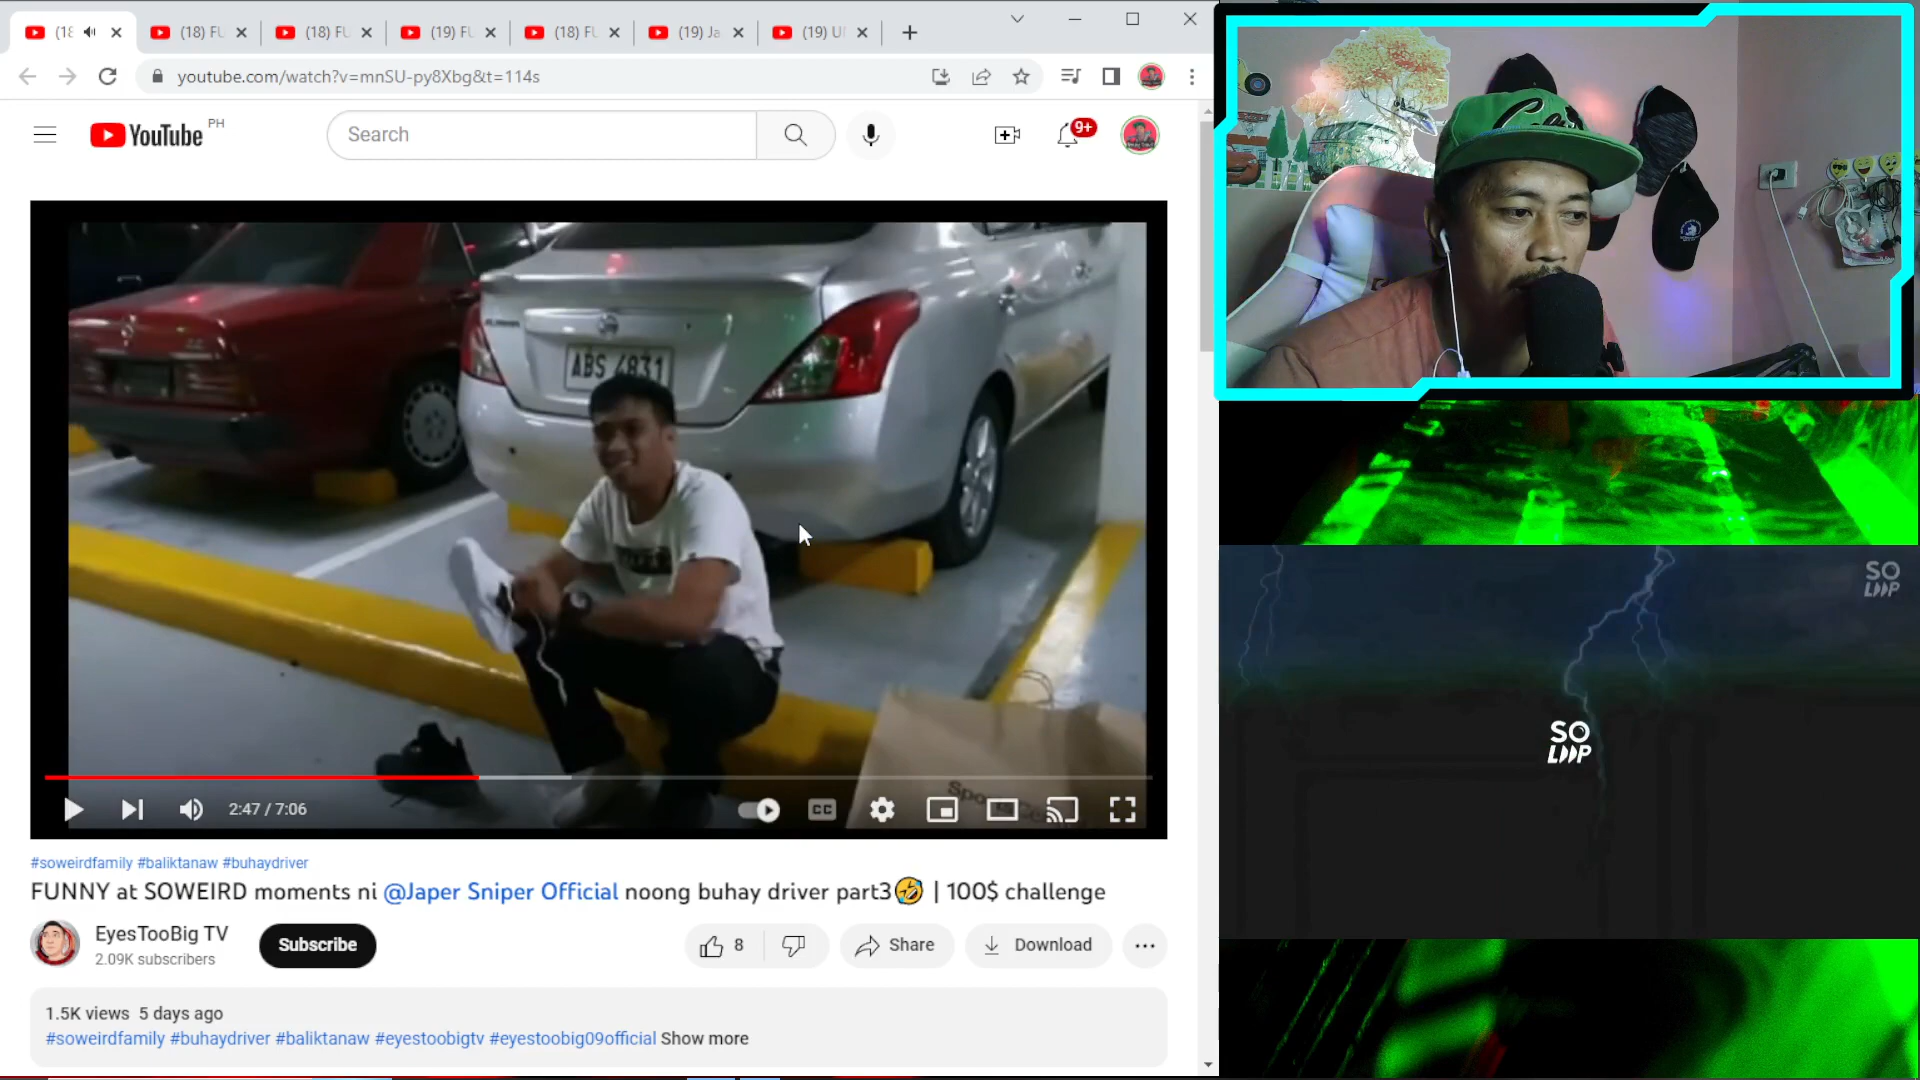 (18
(18) FU
(18) FU
(19) FU
(18) FU
(19) Ja
(19) U
youtube.com/watch?v=mnSU-py8Xbg&t=114s
YouTube PH
Search
9+
ABS 4831
2:47 / 7:06
CC
#soweirdfamily #baliktanaw #buhaydriver
FUNNY at SOWEIRD moments ni @Japer Sniper Official noong buhay driver part3🤣 | 100$ challenge
EyesTooBig TV
2.09K subscribers
Subscribe
8
Share
Download
1.5K views 5 days ago
#soweirdfamily #buhaydriver #baliktanaw #eyestoobigtv #eyestoobig09official Show more
SO
LOOP
SO
LOOP